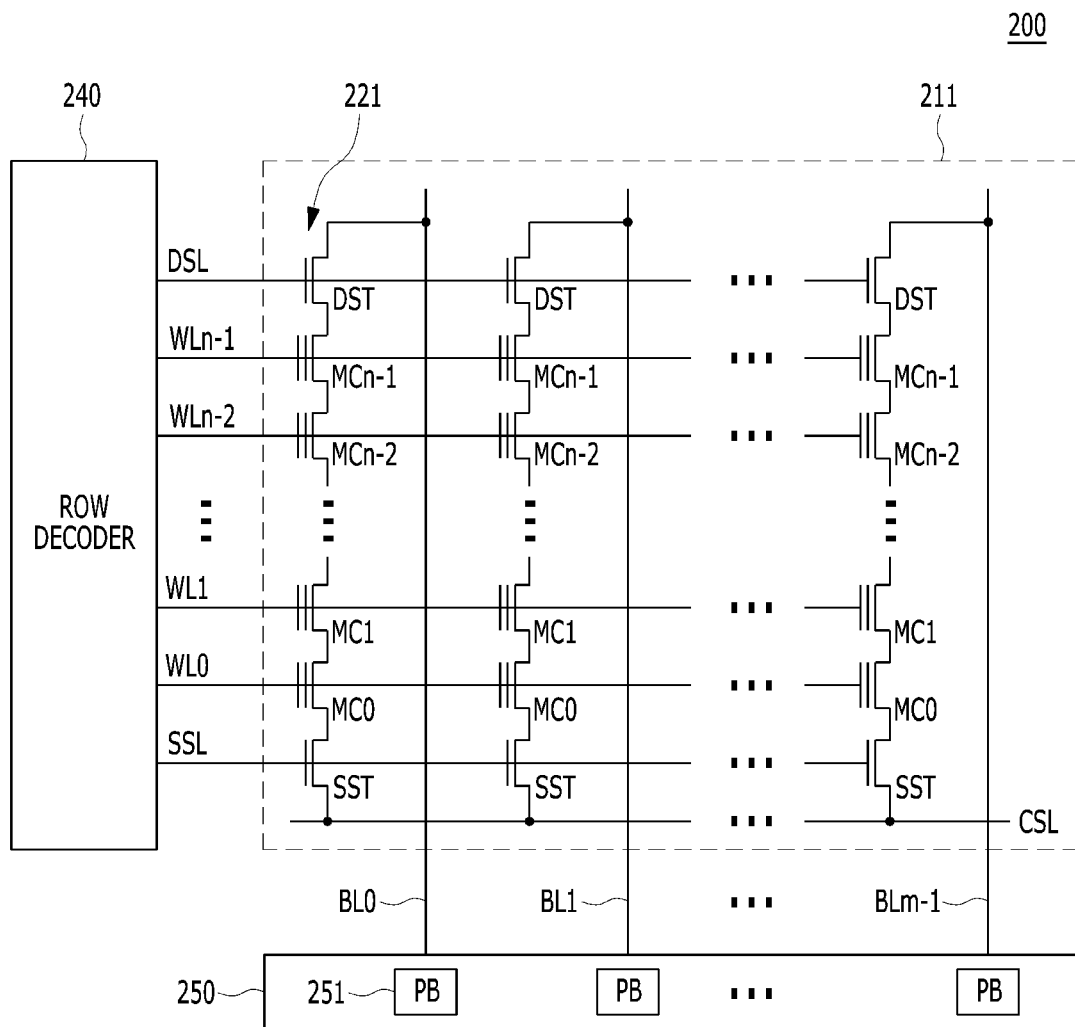 200
240
221
211
DSL
DST
DST
DST
WLn-1
MCn-1
MCn-1
MCn-1
WLn-2
MCn-2
MCn-2
MCn-2
ROW
DECODER
WL1
MC1
MC1
MC1
WL0
MC0
MC0
MC0
SSL
SST
SST
SST
CSL
BL0
BL1
BLm-1
250
251
PB
PB
PB